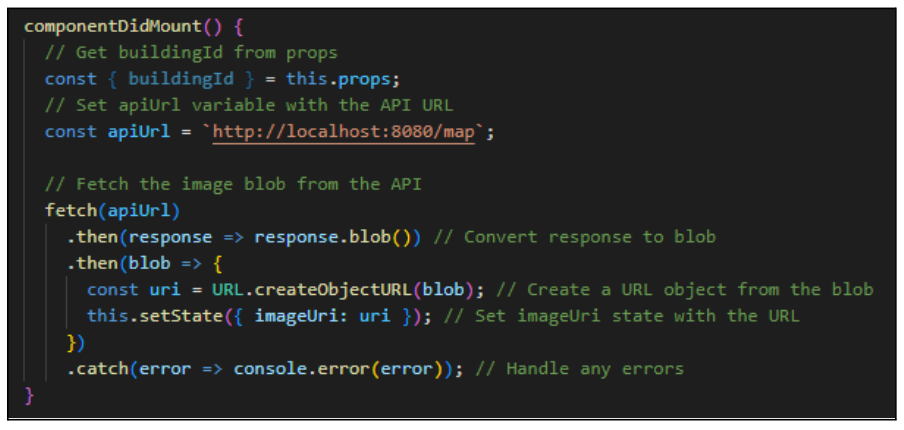 componentDidMount() {
  // Get buildingId from props
  const { buildingId } = this.props;
  // Set apiUrl variable with the API URL
  const apiUrl = `http://localhost:8080/map`;

  // Fetch the image blob from the API
  fetch(apiUrl)
    .then(response => response.blob()) // Convert response to blob
    .then(blob => {
      const uri = URL.createObjectURL(blob); // Create a URL object from the blob
      this.setState({ imageUri: uri }); // Set imageUri state with the URL
    })
    .catch(error => console.error(error)); // Handle any errors
}